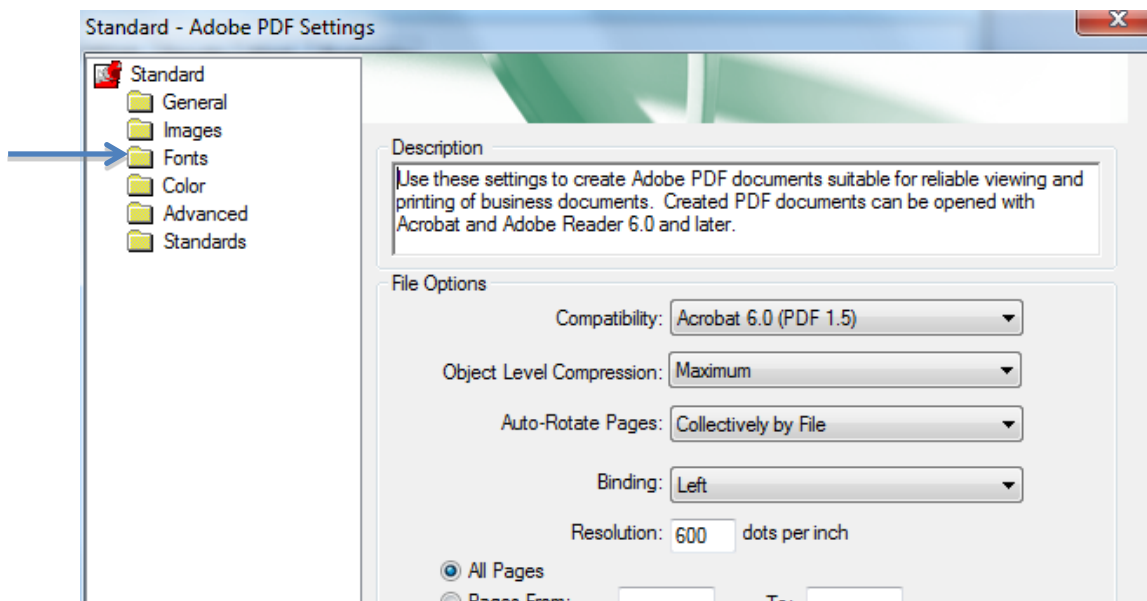 Standard - Adobe PDF Settings
Standard
General
Images
Fonts
Color
Advanced
Standards
Description
Use these settings to create Adobe PDF documents suitable for reliable viewing and
printing of business documents.  Created PDF documents can be opened with
Acrobat and Adobe Reader 6.0 and later.
File Options
Compatibility: Acrobat 6.0 (PDF 1.5)
Object Level Compression: Maximum
Auto-Rotate Pages: Collectively by File
Binding: Left
Resolution: 600 dots per inch
All Pages
Pages From: To: